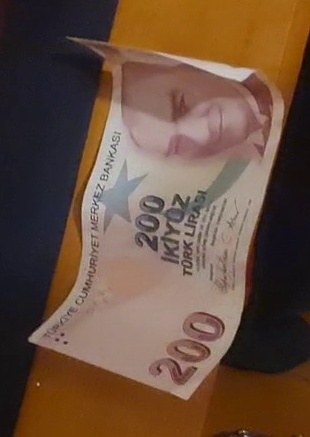 TÜRKİYE CUMHURİYET MERKEZ BANKASI
200
İKİYÜZ
TÜRK LİRASI
200